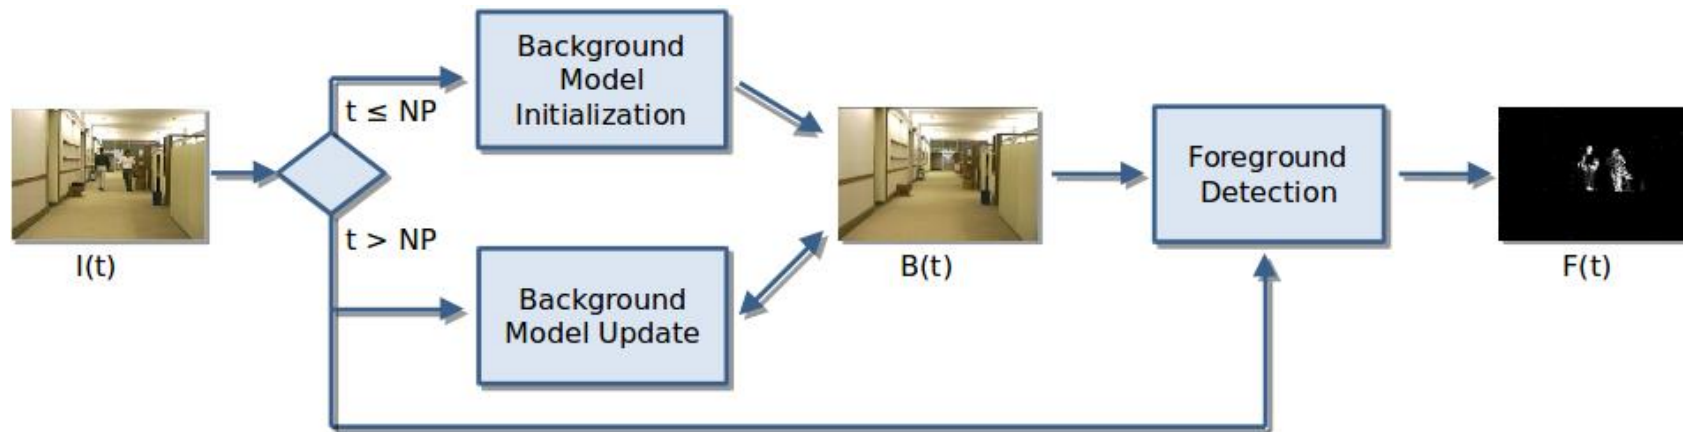 Background
Model
Initialization
t ≤ NP
t > NP
I(t)
Background
Model Update
B(t)
Foreground
Detection
F(t)